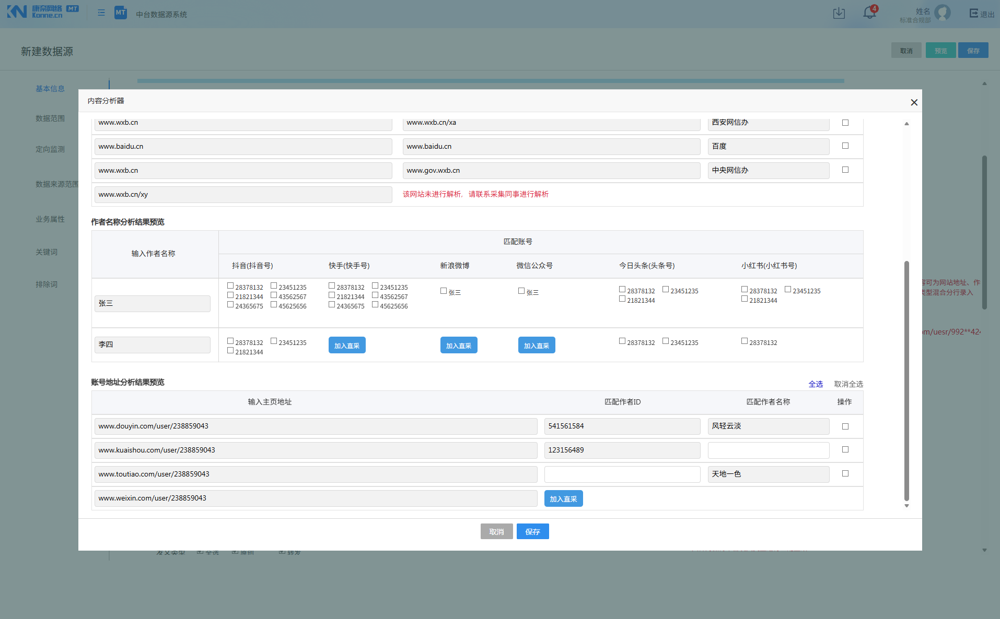 康奈网络 MT
Konne.cn
MT 中台数据源系统
4
姓名
标准合规部
退出
新建数据源
取消 预览 保存
基本信息
数据范围
定向监测
数据来源范围
业务属性
关键词
排除词
内容分析器
www.wxb.cn www.wxb.cn/xa 西安网信办
www.baidu.cn www.baidu.cn 百度
www.wxb.cn www.gov.wxb.cn 中央网信办
www.wxb.cn/xy 该网站未进行解析，请联系采集同事进行解析
作者名称分析结果预览
输入作者名称 匹配账号
抖音(抖音号) 快手(快手号) 新浪微博 微信公众号 今日头条(头条号) 小红书(小红书号)
张三
28378132 23451235
21821344 43562567
24365675 45625656
28378132 23451235
21821344 43562567
24365675 45625656
张三
张三
28378132 23451235
21821344
28378132 23451235
21821344
李四
28378132 23451235
21821344
加入直采
加入直采
加入直采
28378132 23451235
28378132
账号地址分析结果预览
全选 取消全选
输入主页地址 匹配作者ID 匹配作者名称 操作
www.douyin.com/user/238859043 541561584 风轻云淡
www.kuaishou.com/user/238859043 123156489
www.toutiao.com/user/238859043 天地一色
www.weixin.com/user/238859043 加入直采
取消 保存
容可为网站地址、作
类型混合分行录入
om/uesr/992**424
发文类型 全选 原创 转发